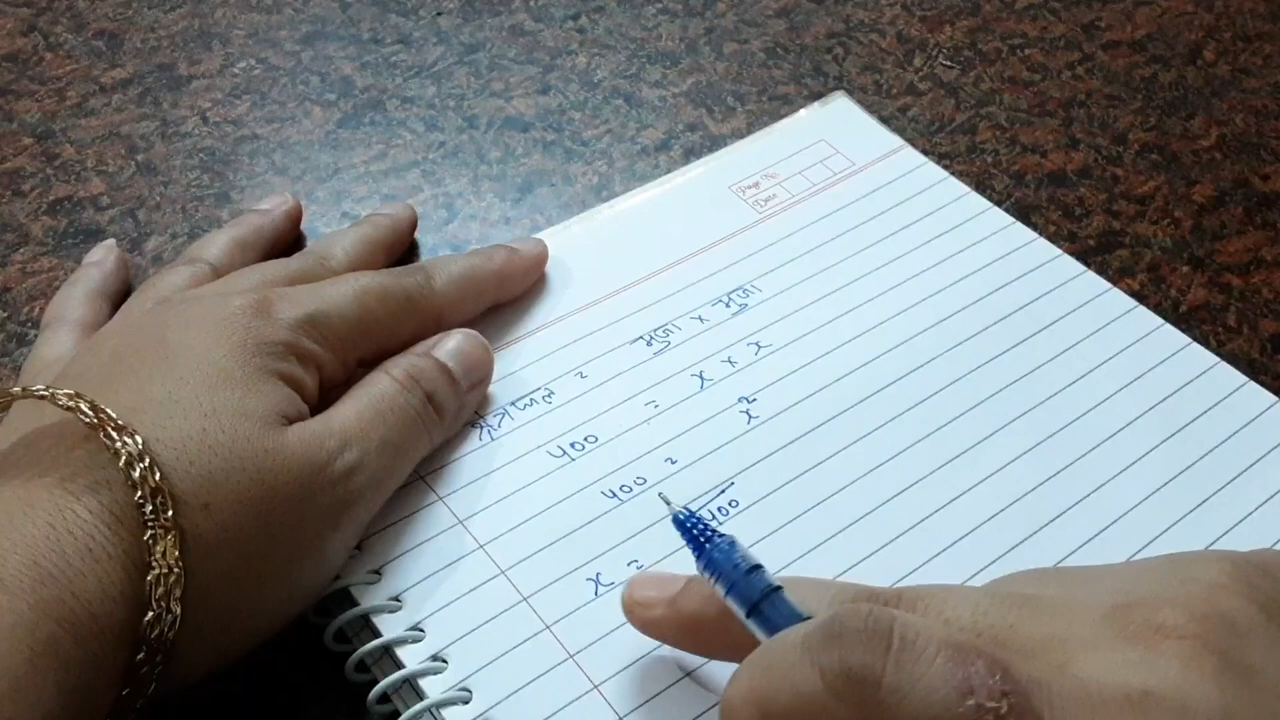 Page No.
Date
क्षेत्रफल = भुजा × भुजा
400 = x × x
400 = x²
x = √400